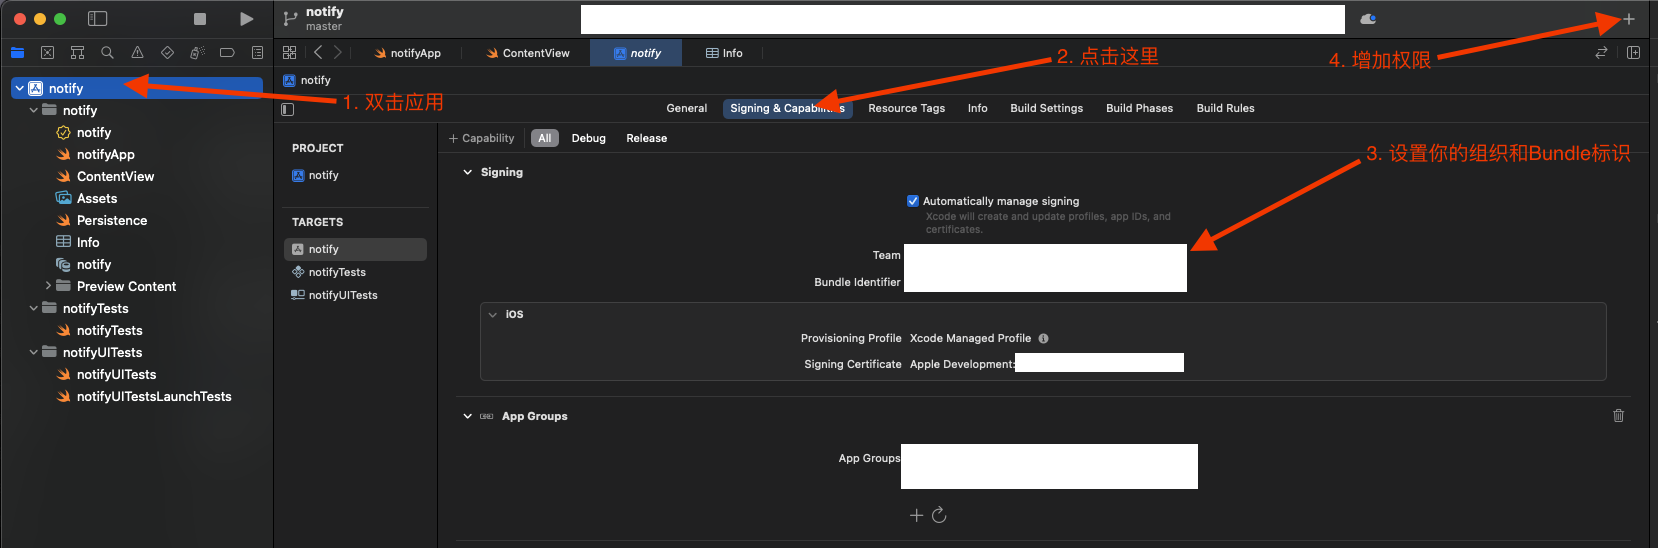 notify
master
notifyApp
ContentView
notify
Info
notify
1. 双击应用
2. 点击这里
3. 设置你的组织和Bundle标识
4. 增加权限
notify
notify
notify
notifyApp
ContentView
Assets
Persistence
Info
notify
Preview Content
notifyTests
notifyTests
notifyUITests
notifyUITests
notifyUITestsLaunchTests
General
Signing & Capabilities
Resource Tags
Info
Build Settings
Build Phases
Build Rules
PROJECT
notify
TARGETS
notify
notifyTests
notifyUITests
+ Capability
All
Debug
Release
Signing
Automatically manage signing
Xcode will create and update profiles, app IDs, and
certificates.
Team
Bundle Identifier
iOS
Provisioning Profile Xcode Managed Profile
Signing Certificate Apple Development:
App Groups
App Groups